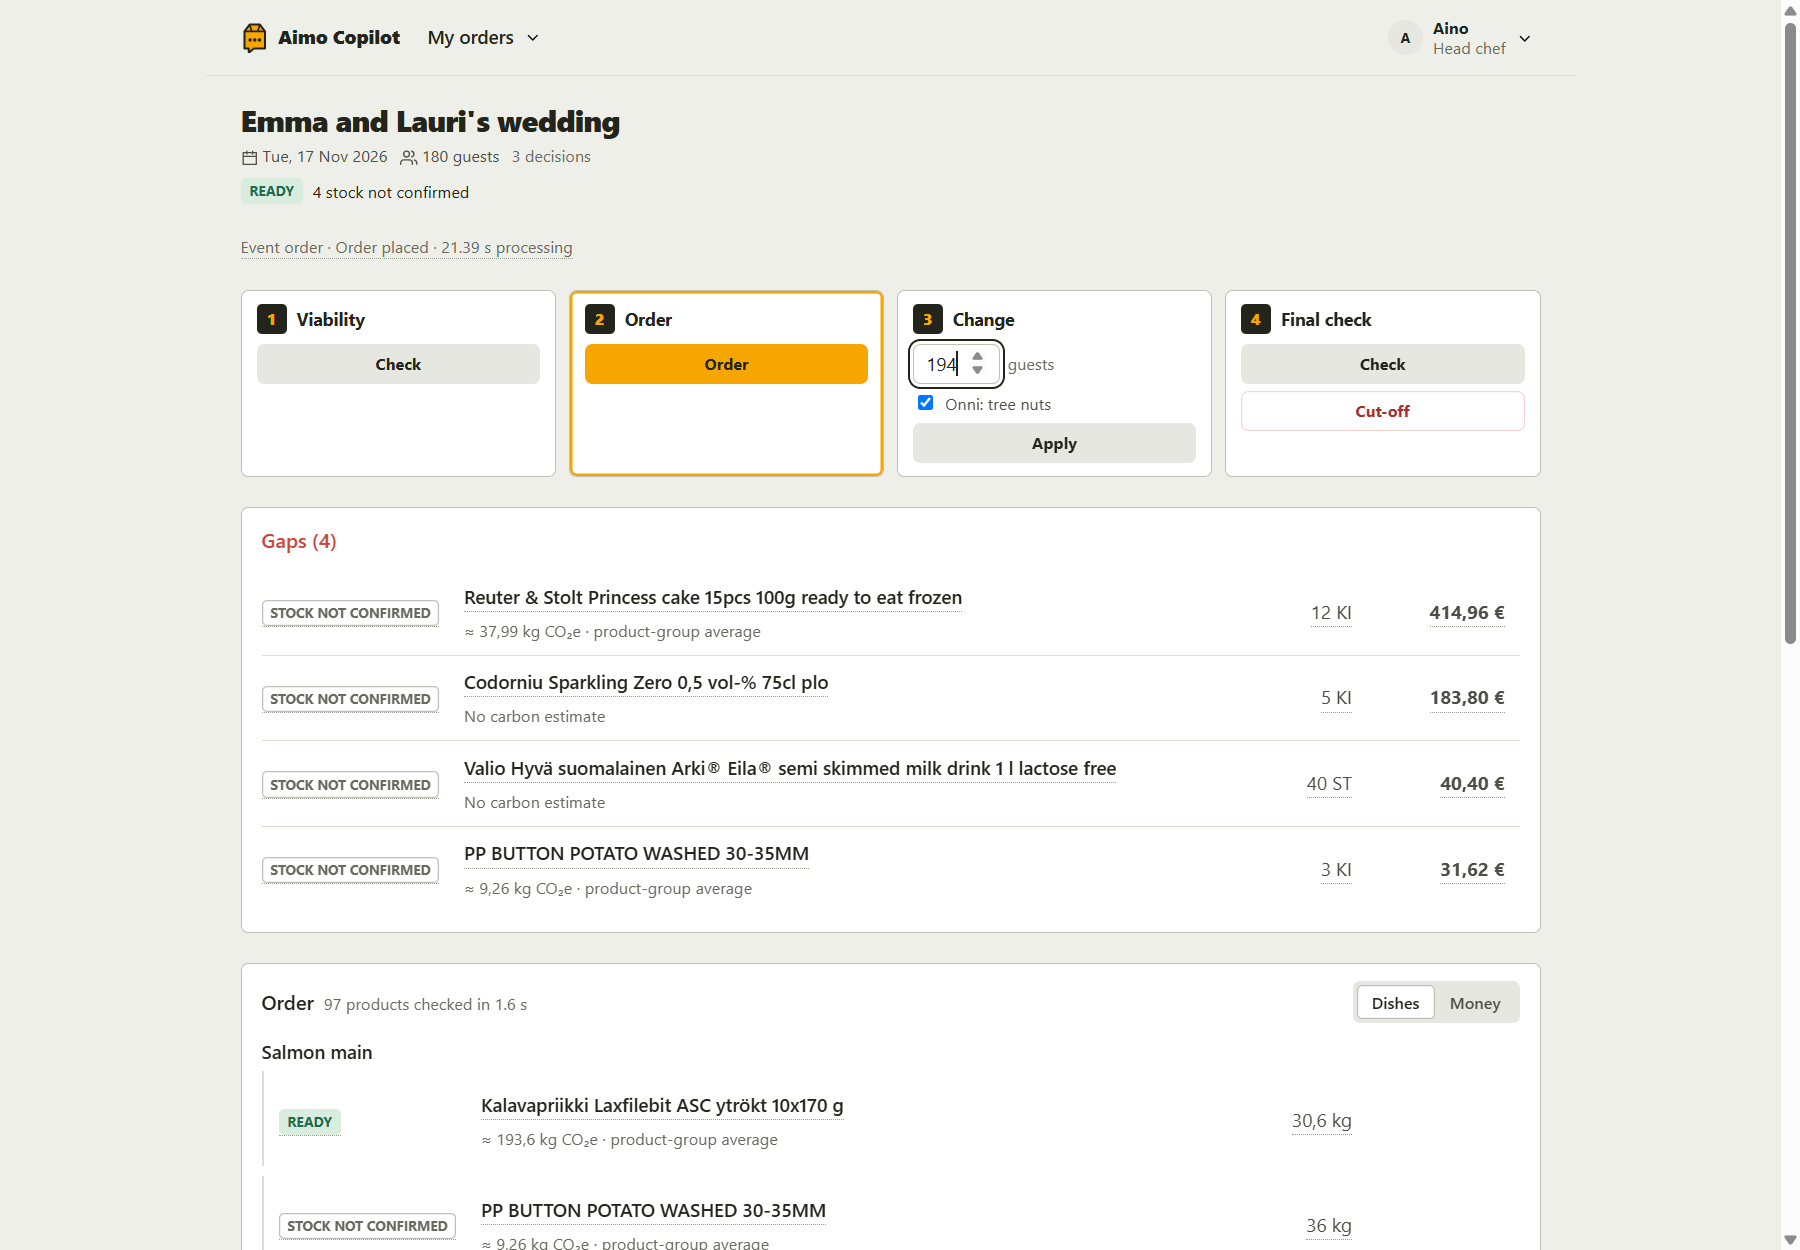 Aimo Copilot
My orders
A
Aino
Head chef
Emma and Lauri's wedding
Tue, 17 Nov 2026 180 guests 3 decisions
READY 4 stock not confirmed
Event order · Order placed · 21.39 s processing
1 Viability
Check
2 Order
Order
3 Change
194 guests
Onni: tree nuts
Apply
4 Final check
Check
Cut-off
Gaps (4)
STOCK NOT CONFIRMED
Reuter & Stolt Princess cake 15pcs 100g ready to eat frozen
≈ 37,99 kg CO₂e · product-group average
12 KI
414,96 €
STOCK NOT CONFIRMED
Codorniu Sparkling Zero 0,5 vol-% 75cl plo
No carbon estimate
5 KI
183,80 €
STOCK NOT CONFIRMED
Valio Hyvä suomalainen Arki® Eila® semi skimmed milk drink 1 l lactose free
No carbon estimate
40 ST
40,40 €
STOCK NOT CONFIRMED
PP BUTTON POTATO WASHED 30-35MM
≈ 9,26 kg CO₂e · product-group average
3 KI
31,62 €
Order 97 products checked in 1.6 s
Dishes Money
Salmon main
READY
Kalavapriikki Laxfilebit ASC ytrökt 10x170 g
≈ 193,6 kg CO₂e · product-group average
30,6 kg
STOCK NOT CONFIRMED
PP BUTTON POTATO WASHED 30-35MM
≈ 9,26 kg CO₂e · product-group average
36 kg